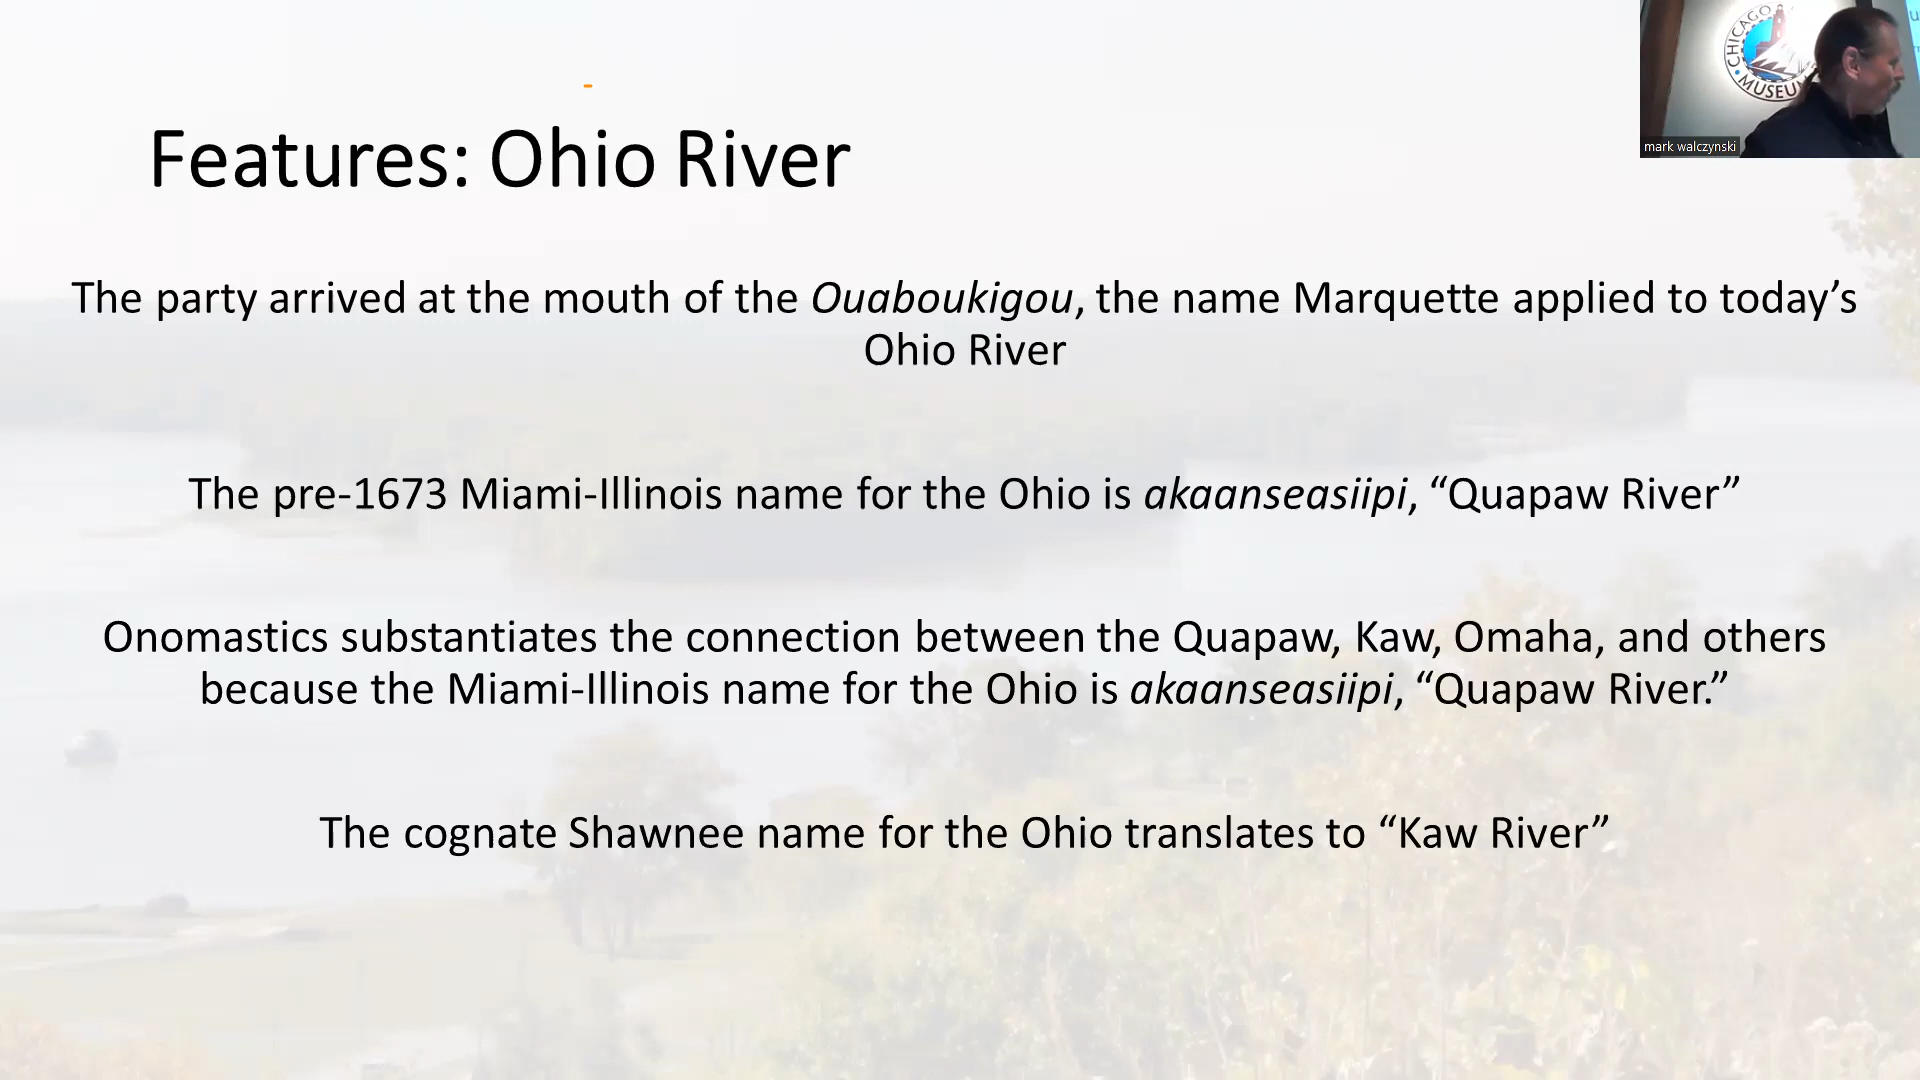 Features: Ohio River
The party arrived at the mouth of the Ouaboukigou, the name Marquette applied to today’s
Ohio River
The pre-1673 Miami-Illinois name for the Ohio is akaanseasiipi, “Quapaw River”
Onomastics substantiates the connection between the Quapaw, Kaw, Omaha, and others
because the Miami-Illinois name for the Ohio is akaanseasiipi, “Quapaw River.”
The cognate Shawnee name for the Ohio translates to “Kaw River”
CHICAGO
MUSEU
mark walczynski